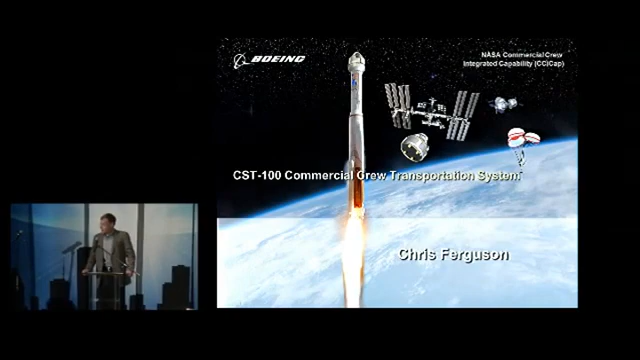 BOEING
NASA Commercial Crew
Integrated Capability (CCiCap)
CST-100 Commercial Crew Transportation System
Chris Ferguson